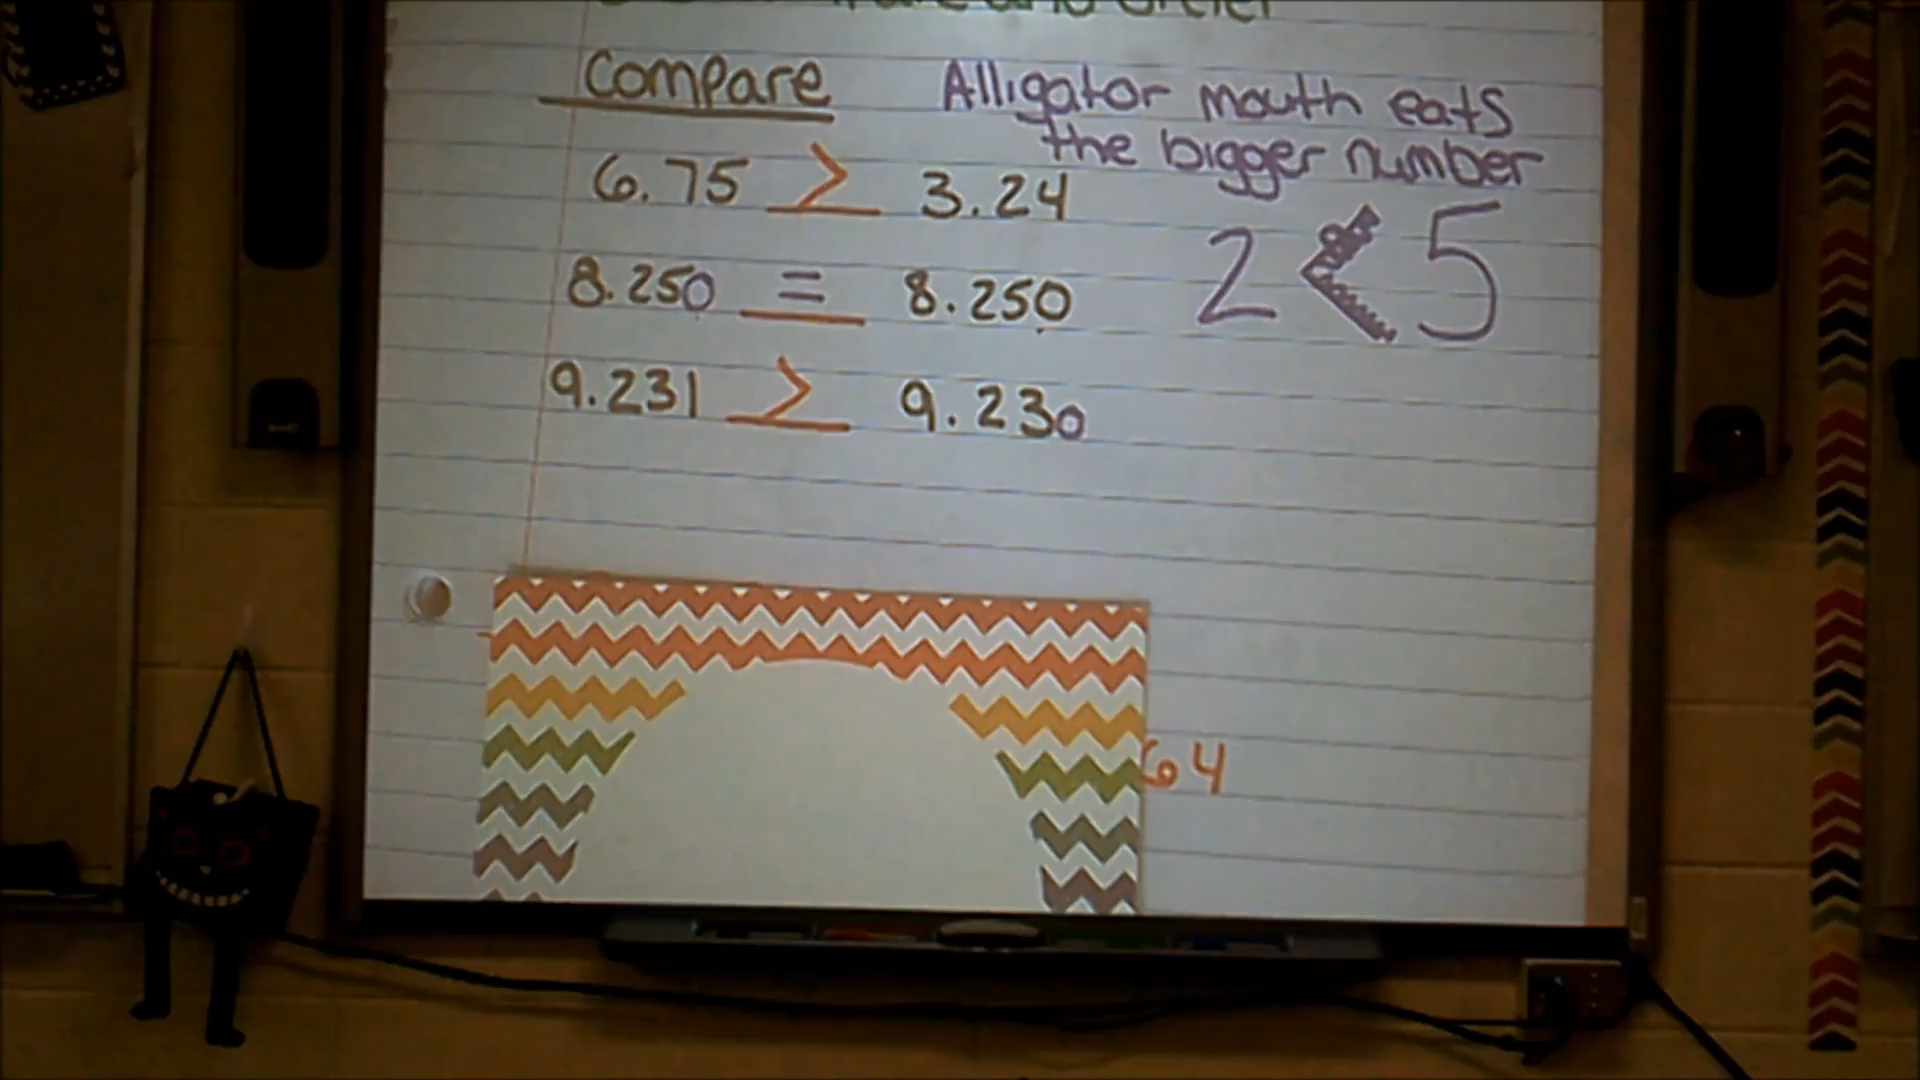 Compare
Alligator mouth eats
the bigger number
6.75 > 3.24
2 < 5
8.250 = 8.250
9.231 > 9.230
64